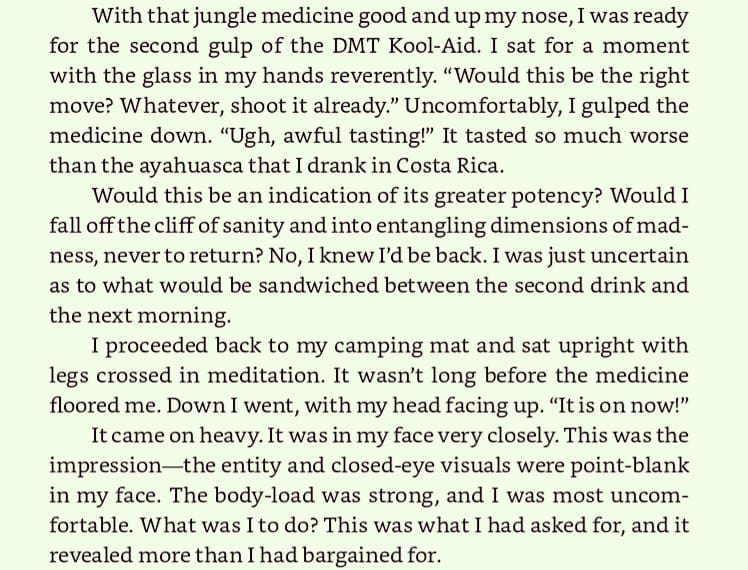 With that jungle medicine good and up my nose, I was ready
for the second gulp of the DMT Kool-Aid. I sat for a moment
with the glass in my hands reverently. “Would this be the right
move? Whatever, shoot it already.” Uncomfortably, I gulped the
medicine down. “Ugh, awful tasting!” It tasted so much worse
than the ayahuasca that I drank in Costa Rica.
Would this be an indication of its greater potency? Would I
fall off the cliff of sanity and into entangling dimensions of mad-
ness, never to return? No, I knew I’d be back. I was just uncertain
as to what would be sandwiched between the second drink and
the next morning.
I proceeded back to my camping mat and sat upright with
legs crossed in meditation. It wasn’t long before the medicine
floored me. Down I went, with my head facing up. “It is on now!”
It came on heavy. It was in my face very closely. This was the
impression—the entity and closed-eye visuals were point-blank
in my face. The body-load was strong, and I was most uncom-
fortable. What was I to do? This was what I had asked for, and it
revealed more than I had bargained for.